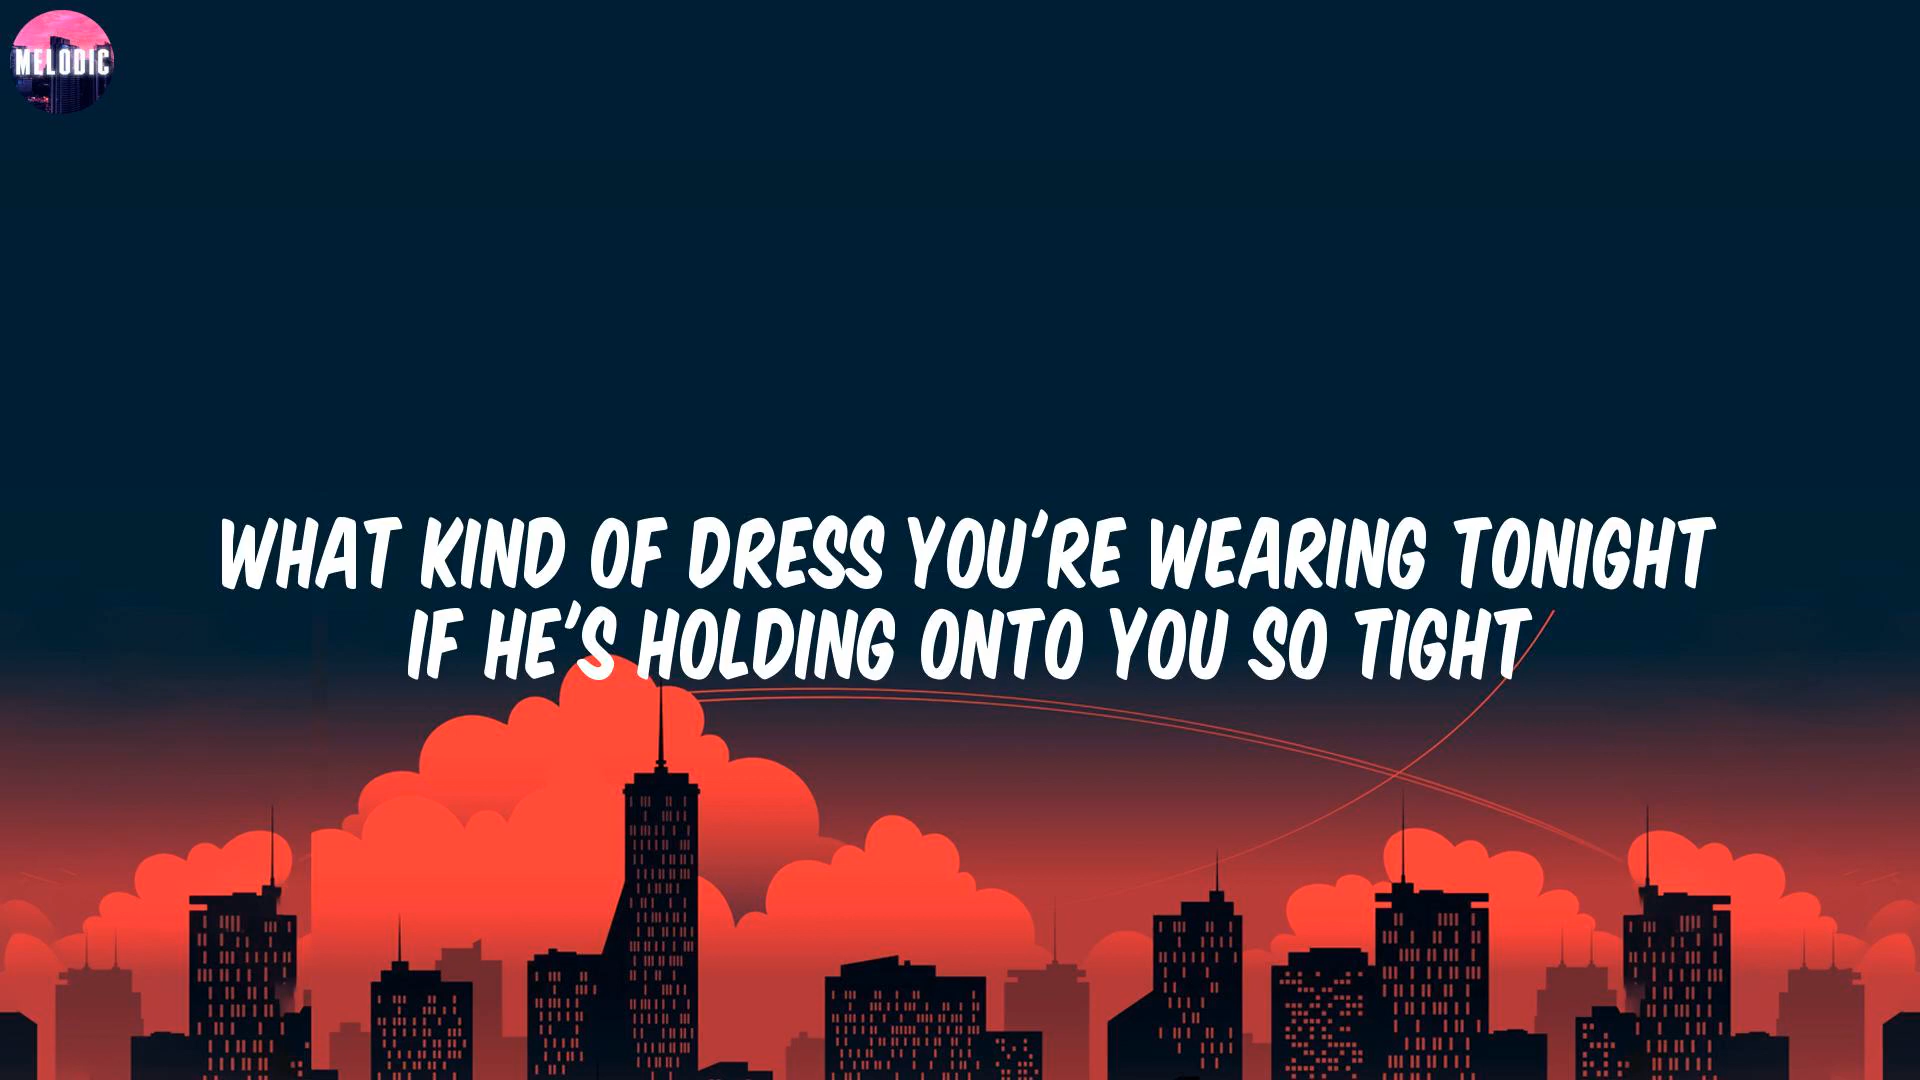 MELODIC
WHAT KIND OF DRESS YOU'RE WEARING TONIGHT
IF HE'S HOLDING ONTO YOU SO TIGHT